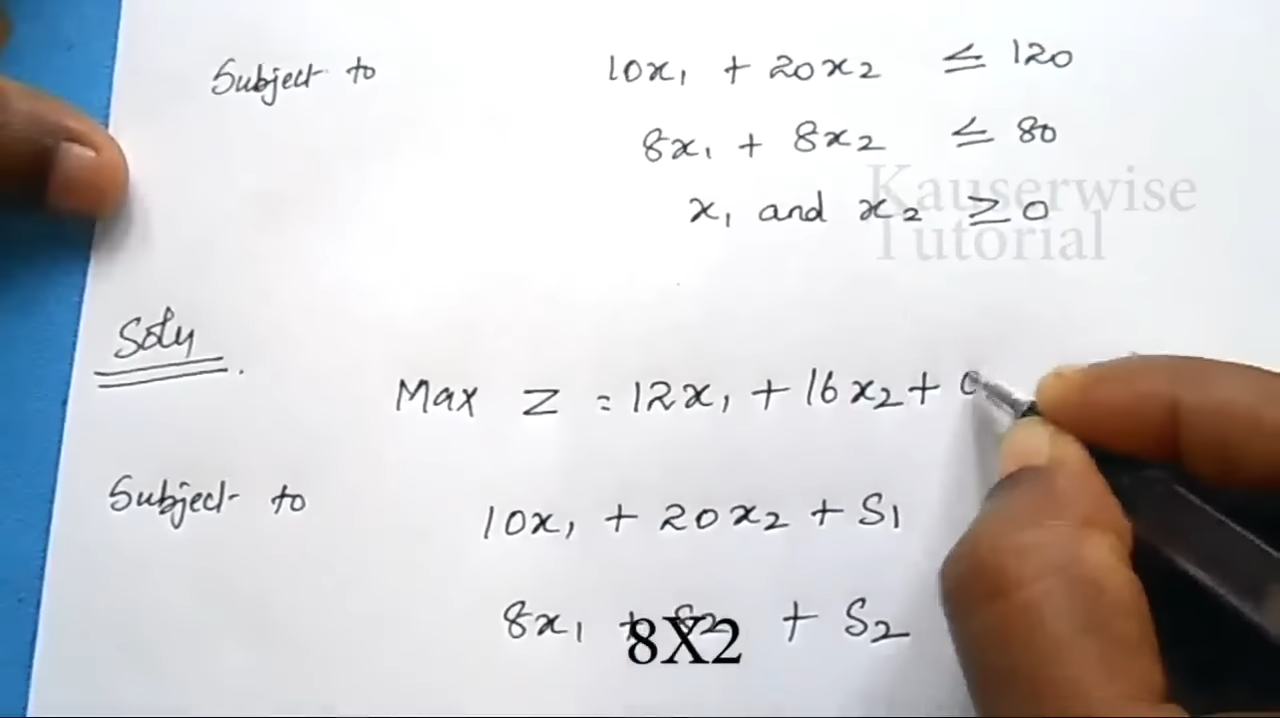 Subject to 10x₁ + 20x₂ ≤ 120
8x₁ + 8x₂ ≤ 80
x₁ and x₂ ≥ 0
Kauserwise
Tutorial
Soln
Max Z = 12x₁ + 16x₂ + 0
Subject to 10x₁ + 20x₂ + S₁
8x₁ + 8X2 + S₂